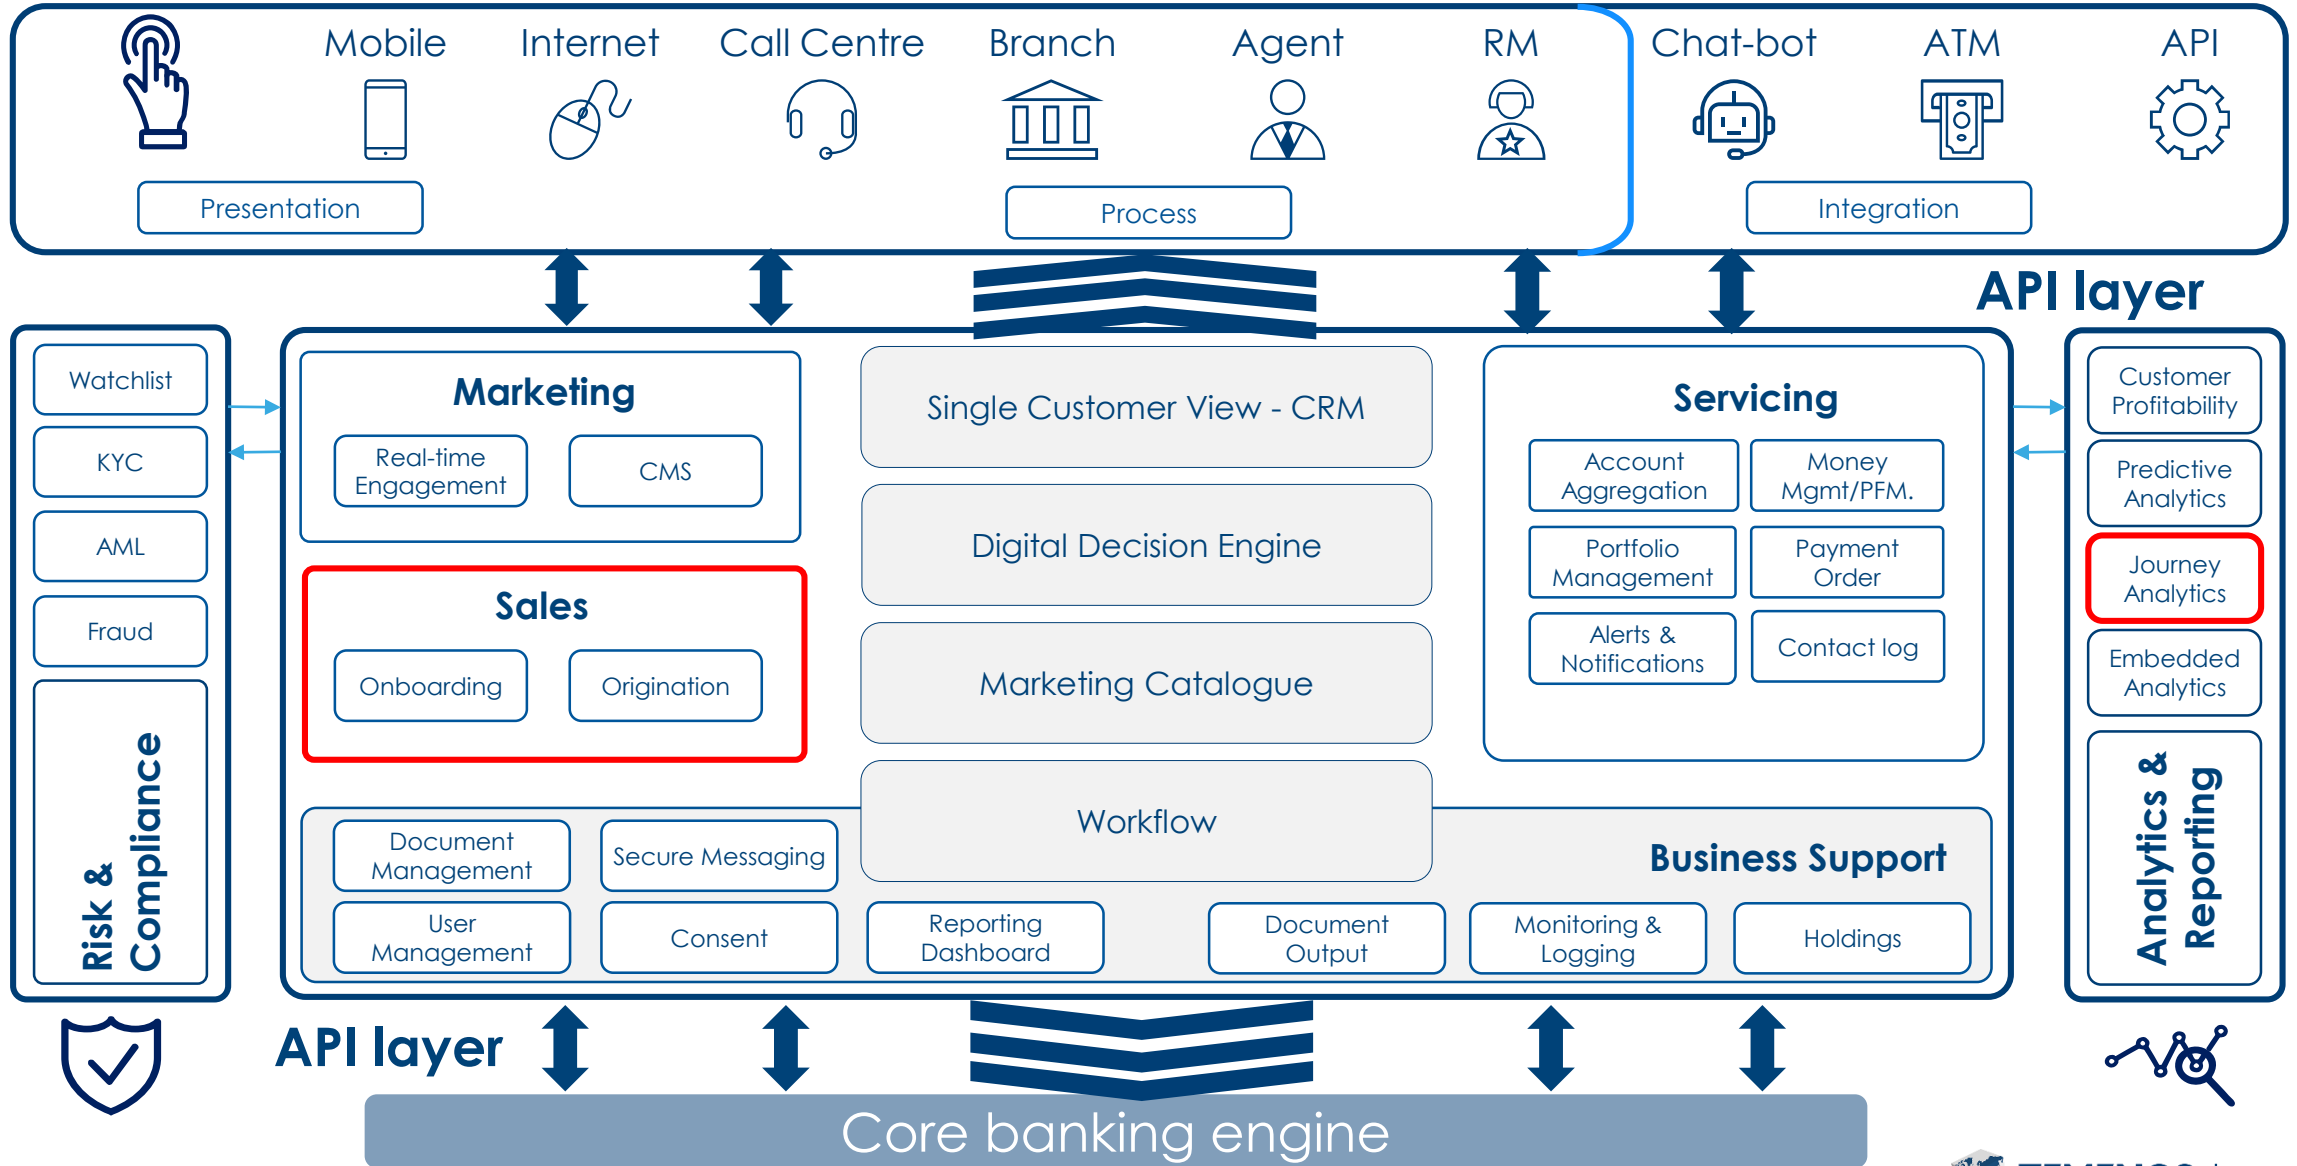 Mobile
Internet
Call Centre
Branch
Agent
RM
Chat-bot
ATM
API
Presentation
Process
Integration
API layer
Watchlist
KYC
AML
Fraud
Risk &
Compliance
Marketing
Real-time
Engagement
CMS
Sales
Onboarding
Origination
Single Customer View - CRM
Digital Decision Engine
Marketing Catalogue
Workflow
Servicing
Account
Aggregation
Money
Mgmt/PFM.
Portfolio
Management
Payment
Order
Alerts &
Notifications
Contact log
Business Support
Document
Management
Secure Messaging
User
Management
Consent
Reporting
Dashboard
Document
Output
Monitoring &
Logging
Holdings
Customer
Profitability
Predictive
Analytics
Journey
Analytics
Embedded
Analytics
Analytics &
Reporting
API layer
Core banking engine
TEMENOS